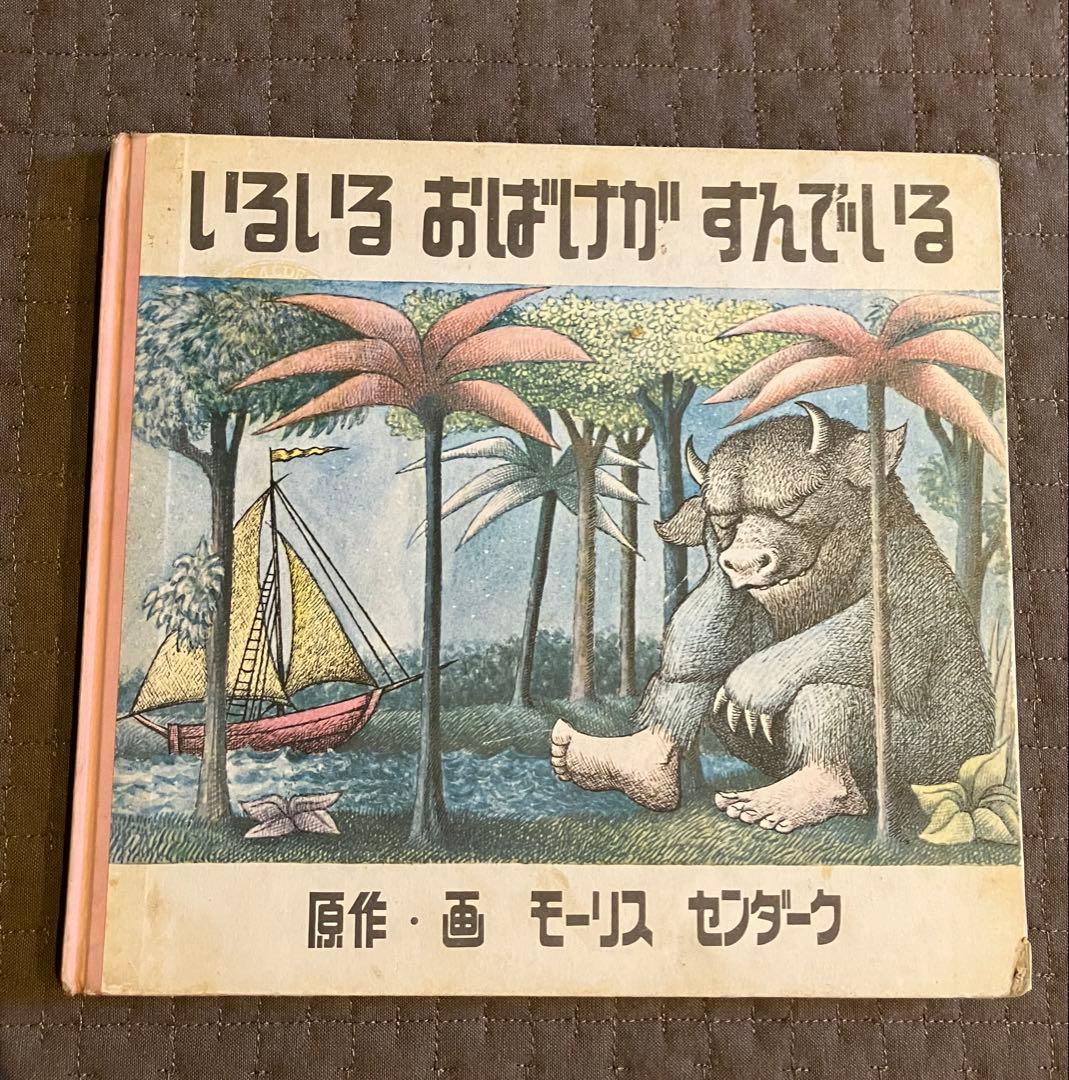 いるいる おばけが すんでいる
原作・画 モーリス センダーク